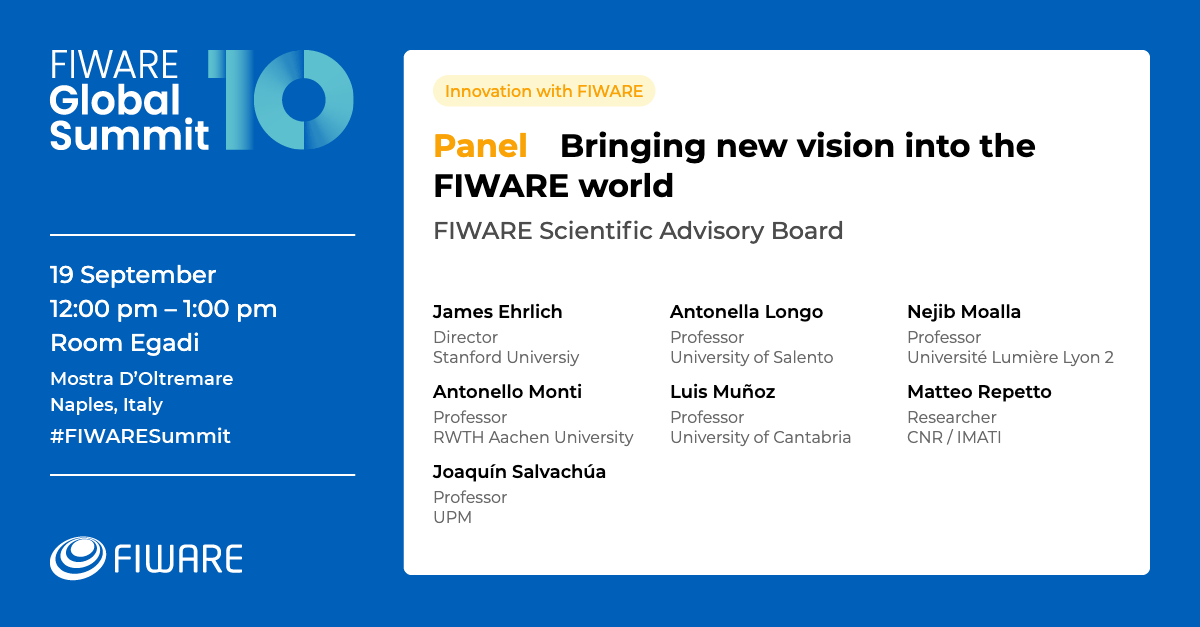 FIWARE
Global
Summit
10
19 September
12:00 pm – 1:00 pm
Room Egadi
Mostra D’Oltremare
Naples, Italy
#FIWARESummit
FIWARE
Innovation with FIWARE
Panel Bringing new vision into the
FIWARE world
FIWARE Scientific Advisory Board
James Ehrlich
Director
Stanford Universiy
Antonella Longo
Professor
University of Salento
Nejib Moalla
Professor
Université Lumière Lyon 2
Antonello Monti
Professor
RWTH Aachen University
Luis Muñoz
Professor
University of Cantabria
Matteo Repetto
Researcher
CNR / IMATI
Joaquín Salvachúa
Professor
UPM